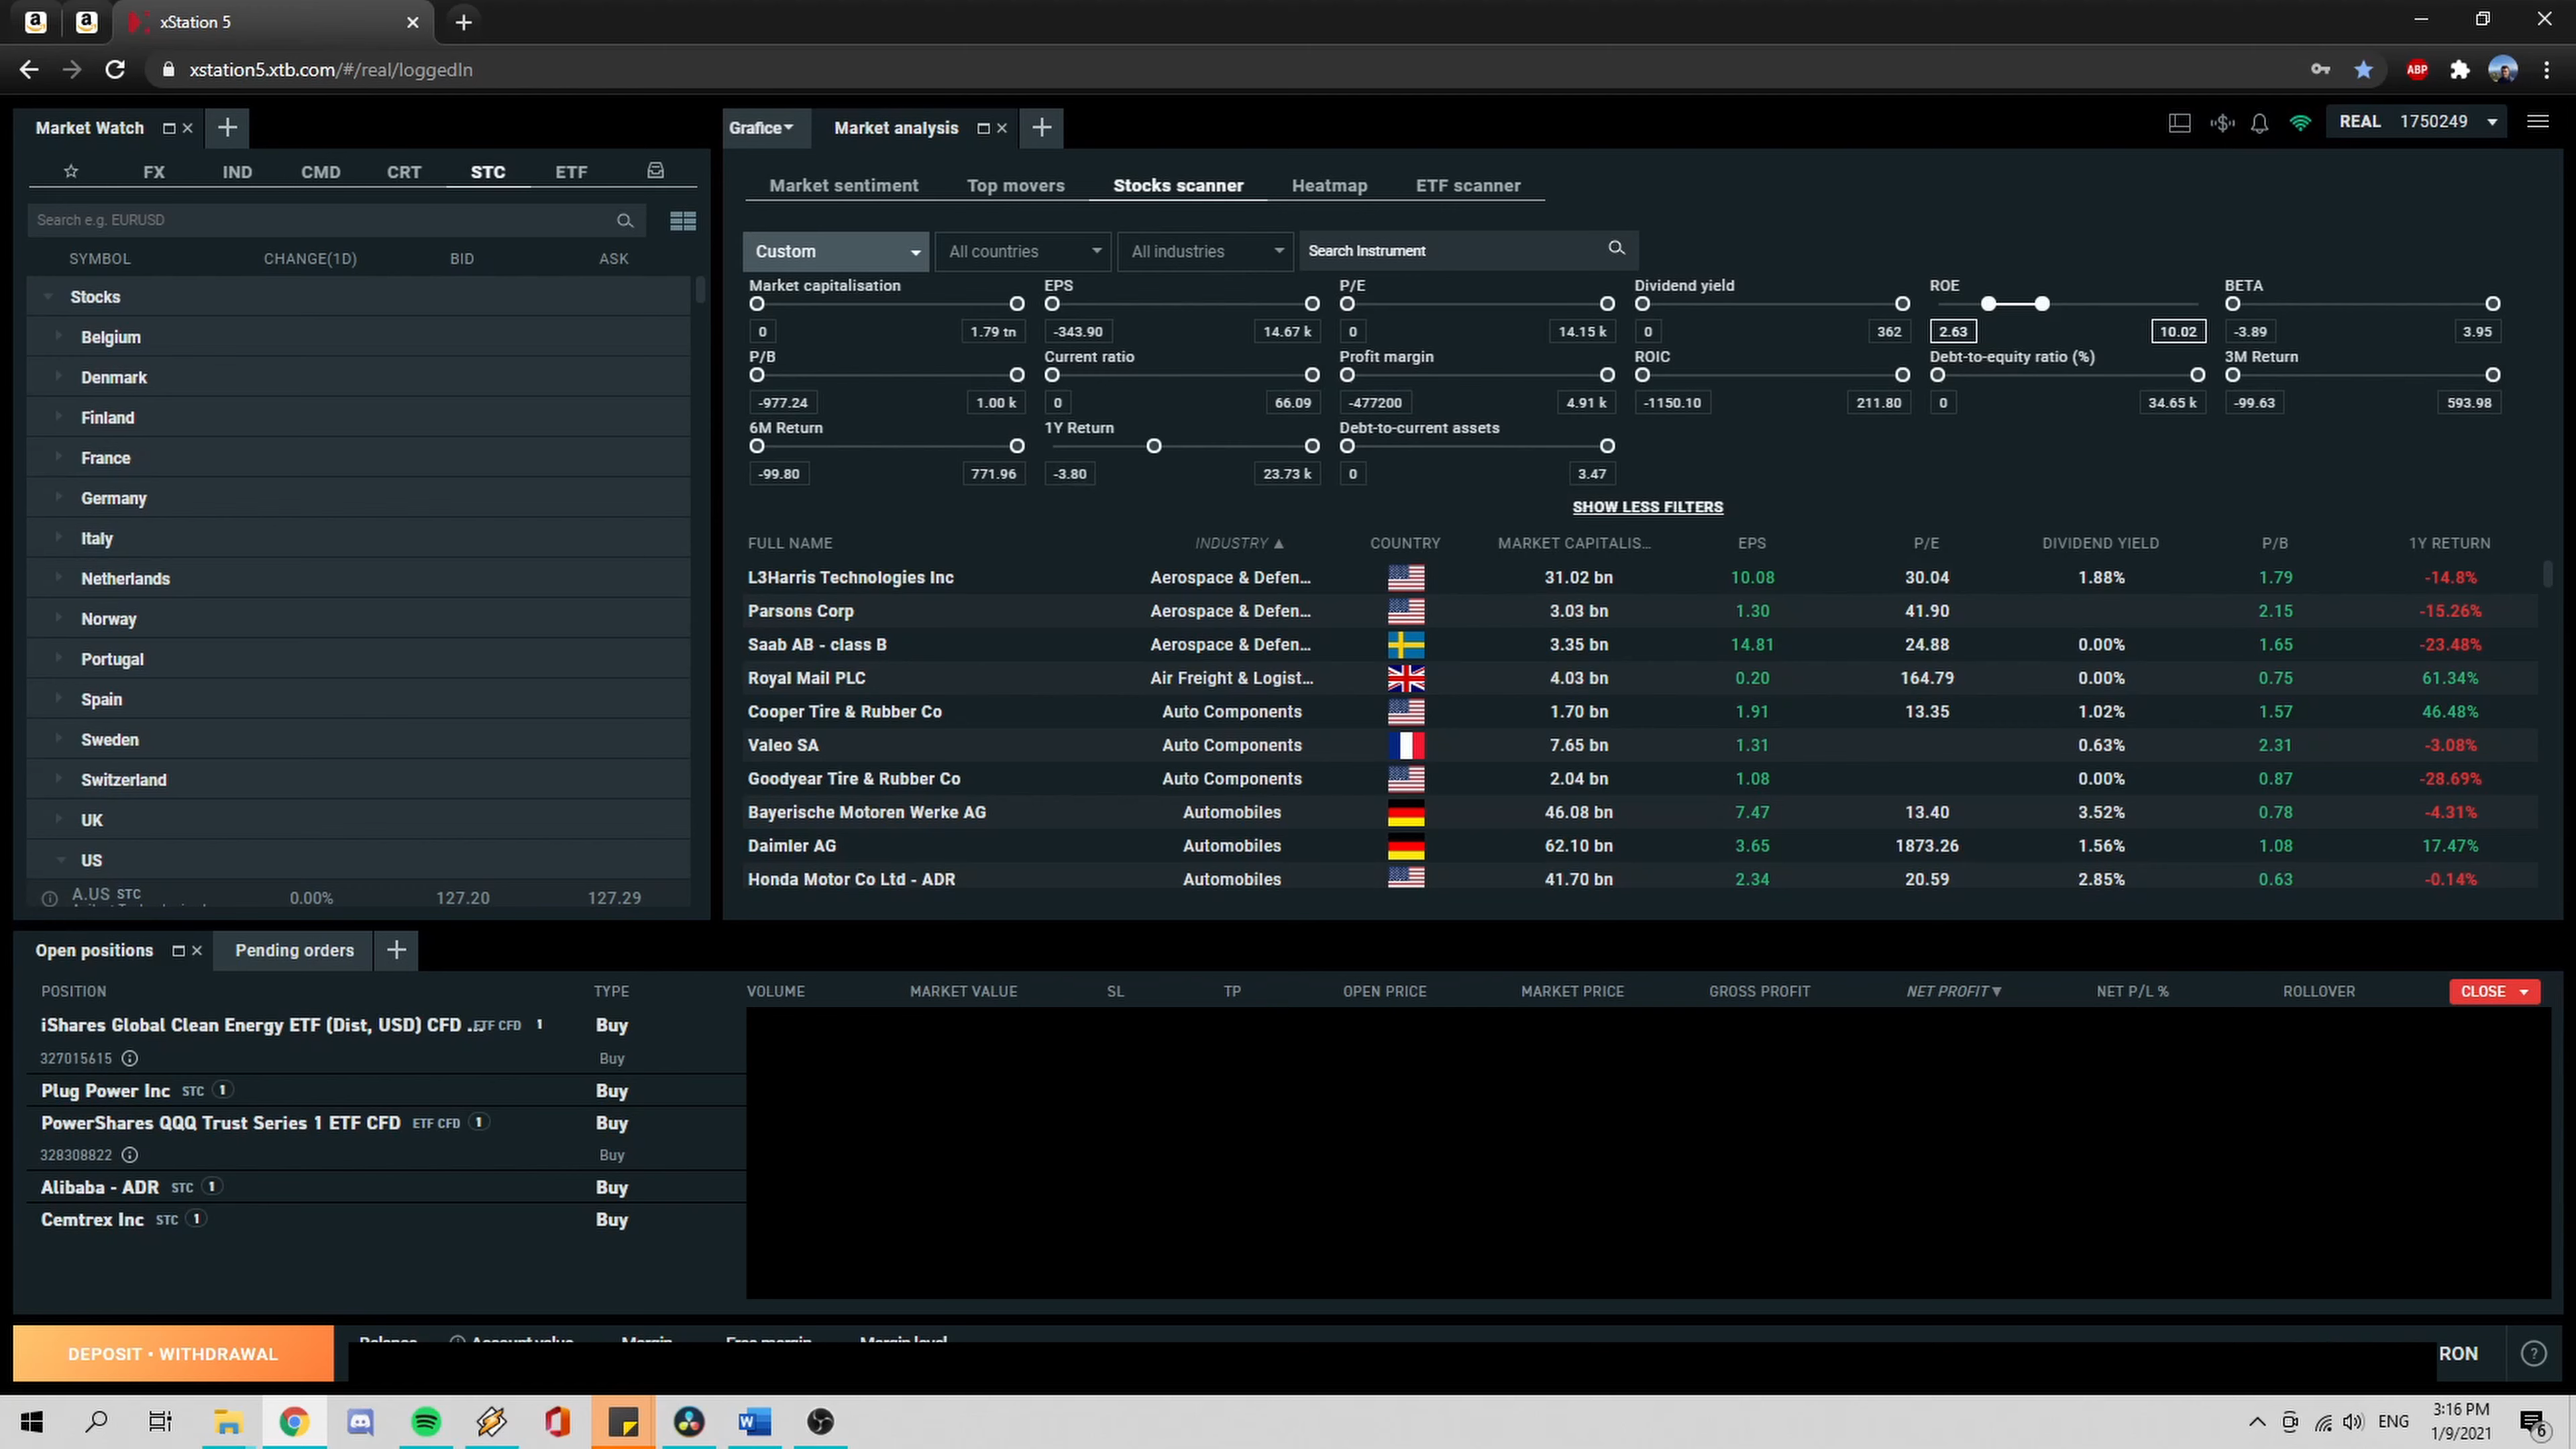 xStation 5
xstation5.xtb.com/#/real/loggedIn
ABP
Market Watch
Grafice
Market analysis
REAL 1750249
FX IND CMD CRT STC ETF
Search e.g. EURUSD
SYMBOL CHANGE(1D) BID ASK
Stocks
Belgium
Denmark
Finland
France
Germany
Italy
Netherlands
Norway
Portugal
Spain
Sweden
Switzerland
UK
US
A.US STC 0.00% 127.20 127.29
Market sentiment Top movers Stocks scanner Heatmap ETF scanner
Custom All countries All industries Search Instrument
Market capitalisation EPS P/E Dividend yield ROE BETA
0 1.79 tn -343.90 14.67 k 0 14.15 k 0 362 2.63 10.02 -3.89 3.95
P/B Current ratio Profit margin ROIC Debt-to-equity ratio (%) 3M Return
-977.24 1.00 k 0 66.09 -477200 4.91 k -1150.10 211.80 0 34.65 k -99.63 593.98
6M Return 1Y Return Debt-to-current assets
-99.80 771.96 -3.80 23.73 k 0 3.47
SHOW LESS FILTERS
FULL NAME INDUSTRY ▲ COUNTRY MARKET CAPITALIS... EPS P/E DIVIDEND YIELD P/B 1Y RETURN
L3Harris Technologies Inc Aerospace & Defen... 31.02 bn 10.08 30.04 1.88% 1.79 -14.8%
Parsons Corp Aerospace & Defen... 3.03 bn 1.30 41.90 2.15 -15.26%
Saab AB - class B Aerospace & Defen... 3.35 bn 14.81 24.88 0.00% 1.65 -23.48%
Royal Mail PLC Air Freight & Logist... 4.03 bn 0.20 164.79 0.00% 0.75 61.34%
Cooper Tire & Rubber Co Auto Components 1.70 bn 1.91 13.35 1.02% 1.57 46.48%
Valeo SA Auto Components 7.65 bn 1.31 0.63% 2.31 -3.08%
Goodyear Tire & Rubber Co Auto Components 2.04 bn 1.08 0.00% 0.87 -28.69%
Bayerische Motoren Werke AG Automobiles 46.08 bn 7.47 13.40 3.52% 0.78 -4.31%
Daimler AG Automobiles 62.10 bn 3.65 1873.26 1.56% 1.08 17.47%
Honda Motor Co Ltd - ADR Automobiles 41.70 bn 2.34 20.59 2.85% 0.63 -0.14%
Open positions Pending orders
POSITION TYPE VOLUME MARKET VALUE SL TP OPEN PRICE MARKET PRICE GROSS PROFIT NET PROFIT ▼ NET P/L % ROLLOVER CLOSE
iShares Global Clean Energy ETF (Dist, USD) CFD ... ETF CFD 1 Buy
327015615 Buy
Plug Power Inc STC 1 Buy
PowerShares QQQ Trust Series 1 ETF CFD ETF CFD 1 Buy
328308822 Buy
Alibaba - ADR STC 1 Buy
Cemtrex Inc STC 1 Buy
DEPOSIT • WITHDRAWAL
Balance Account value Margin Free margin Margin level
RON
ENG
3:16 PM
1/9/2021
6